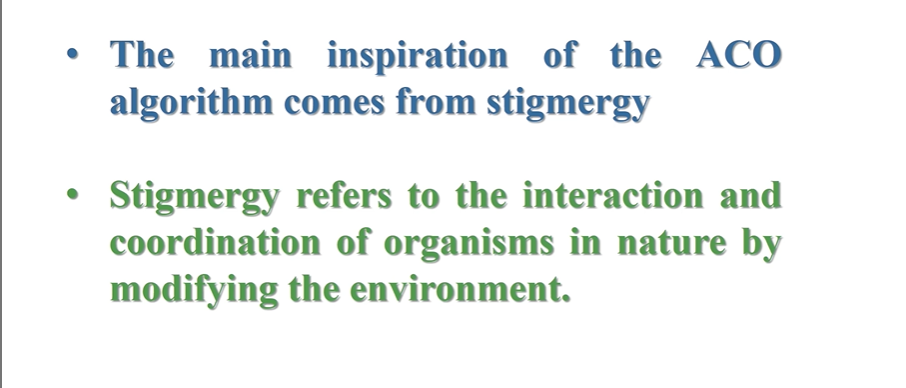 • The main inspiration of the ACO
algorithm comes from stigmergy
• Stigmergy refers to the interaction and
coordination of organisms in nature by
modifying the environment.